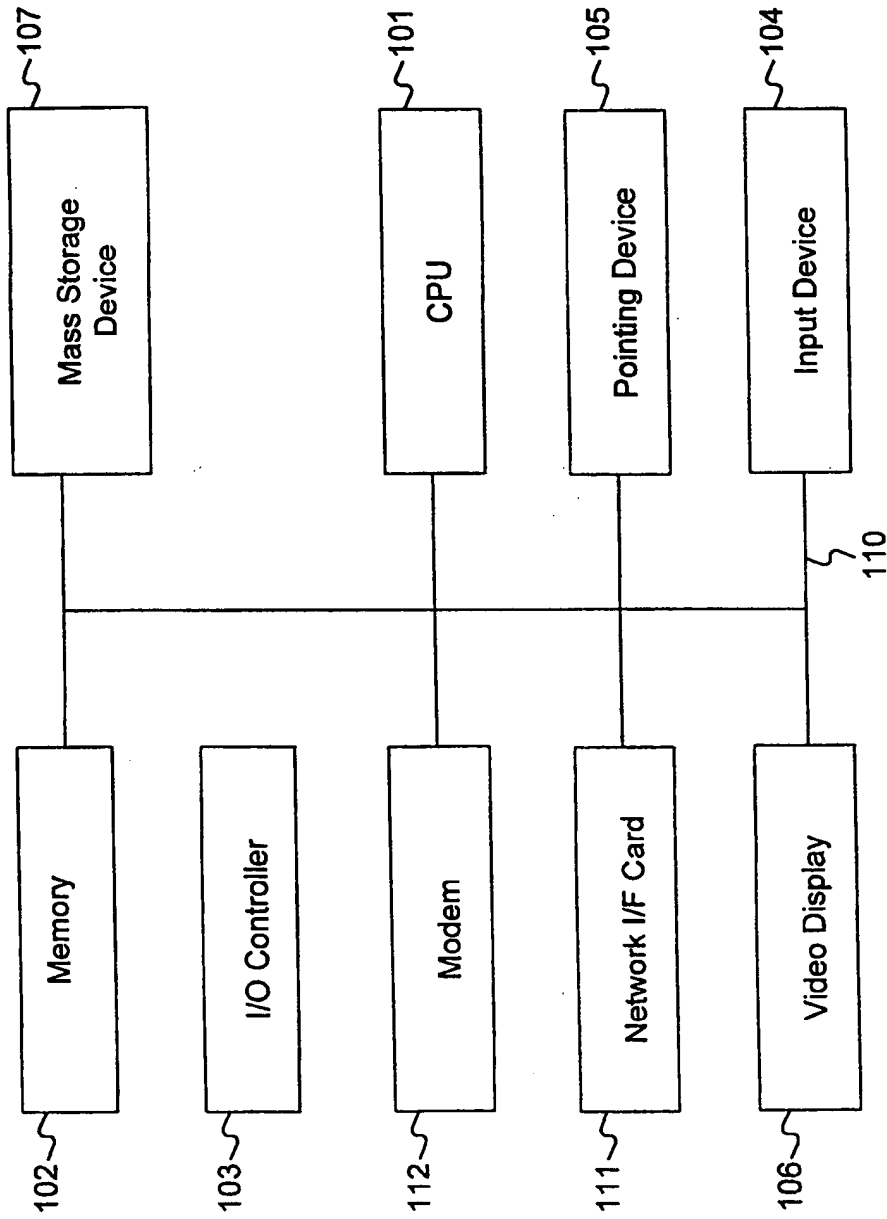 102
Memory
Mass Storage
Device
107
103
I/O Controller
112
Modem
CPU
101
111
Network I/F Card
Pointing Device
105
106
Video Display
Input Device
104
110